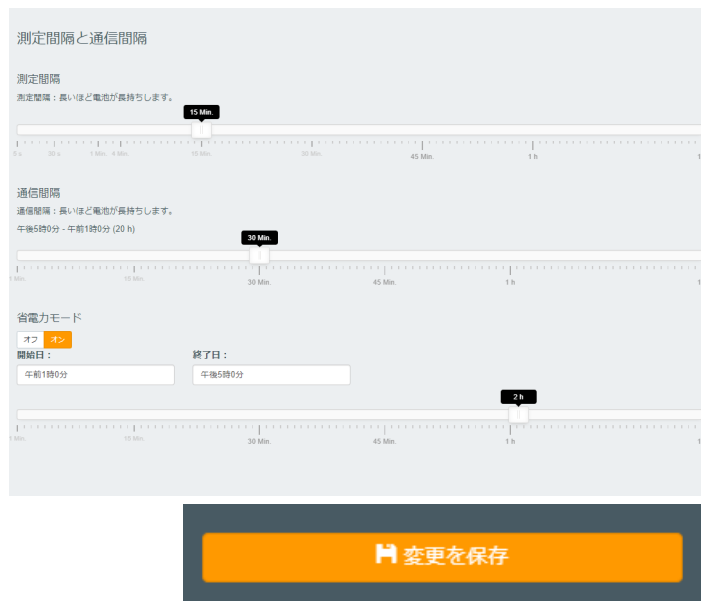 測定間隔と通信間隔
測定間隔
測定間隔：長いほど電池が長持ちします。
15 Min.
30 s. 1 Min. 4 Min. 15 Min. 30 Min. 45 Min. 1 h
通信間隔
通信間隔：長いほど電池が長持ちします。
午後5時0分 - 午前1時0分 (20 h)
30 Min.
1 Min. 15 Min. 30 Min. 45 Min. 1 h
省電力モード
オフ オン
開始日： 終了日：
午前1時0分 午後5時0分
2 h
1 Min. 15 Min. 30 Min. 45 Min. 1 h
変更を保存